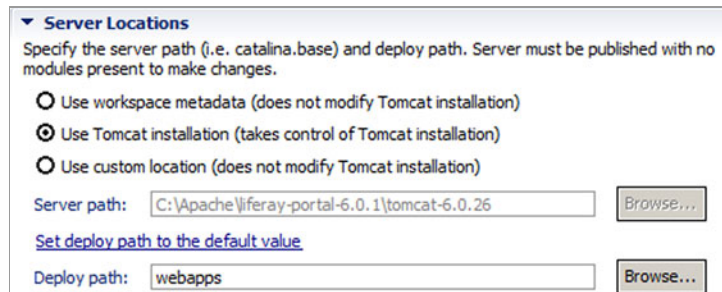 Server Locations
Specify the server path (i.e. catalina.base) and deploy path. Server must be published with no
modules present to make changes.
Use workspace metadata (does not modify Tomcat installation)
Use Tomcat installation (takes control of Tomcat installation)
Use custom location (does not modify Tomcat installation)
Server path: C:\Apache\liferay-portal-6.0.1\tomcat-6.0.26 Browse...
Set deploy path to the default value
Deploy path: webapps Browse...